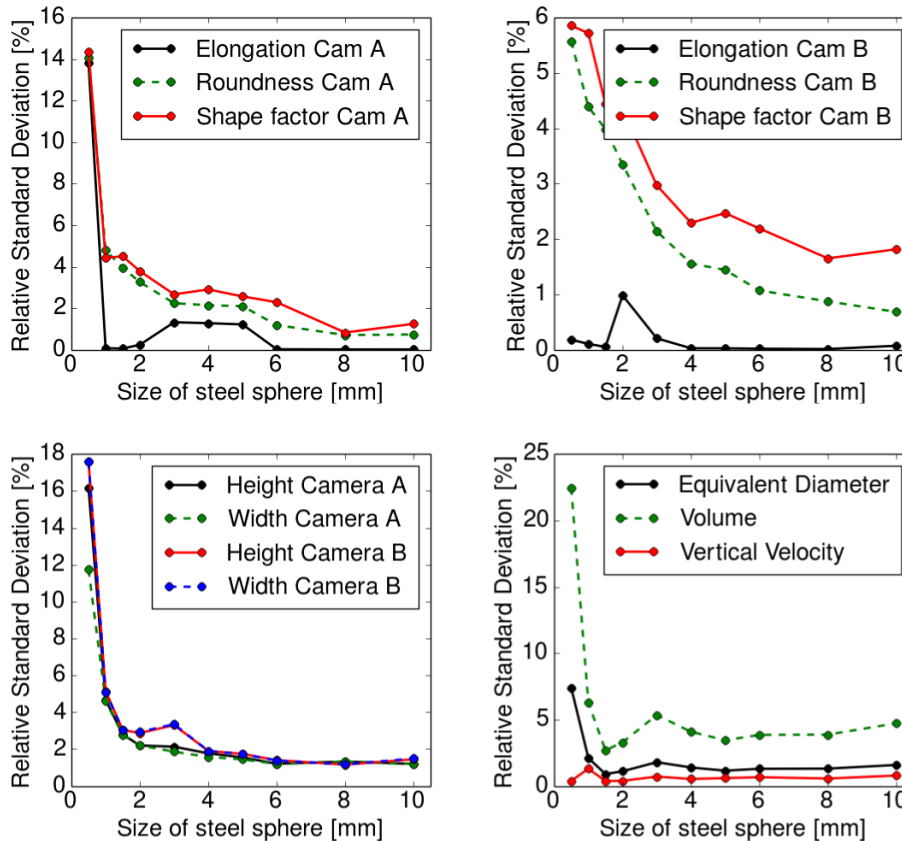 Relative Standard Deviation [%]
16
14
12
10
8
6
4
2
0
Elongation Cam A
Roundness Cam A
Shape factor Cam A
0 2 4 6 8 10
Size of steel sphere [mm]
Relative Standard Deviation [%]
6
5
4
3
2
1
0
Elongation Cam B
Roundness Cam B
Shape factor Cam B
0 2 4 6 8 10
Size of steel sphere [mm]
Relative Standard Deviation [%]
18
16
14
12
10
8
6
4
2
0
Height Camera A
Width Camera A
Height Camera B
Width Camera B
0 2 4 6 8 10
Size of steel sphere [mm]
Relative Standard Deviation [%]
25
20
15
10
5
0
Equivalent Diameter
Volume
Vertical Velocity
0 2 4 6 8 10
Size of steel sphere [mm]